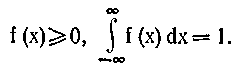 f (x)⩾0, ∫_{-∞}^{∞} f (x) dx = 1.